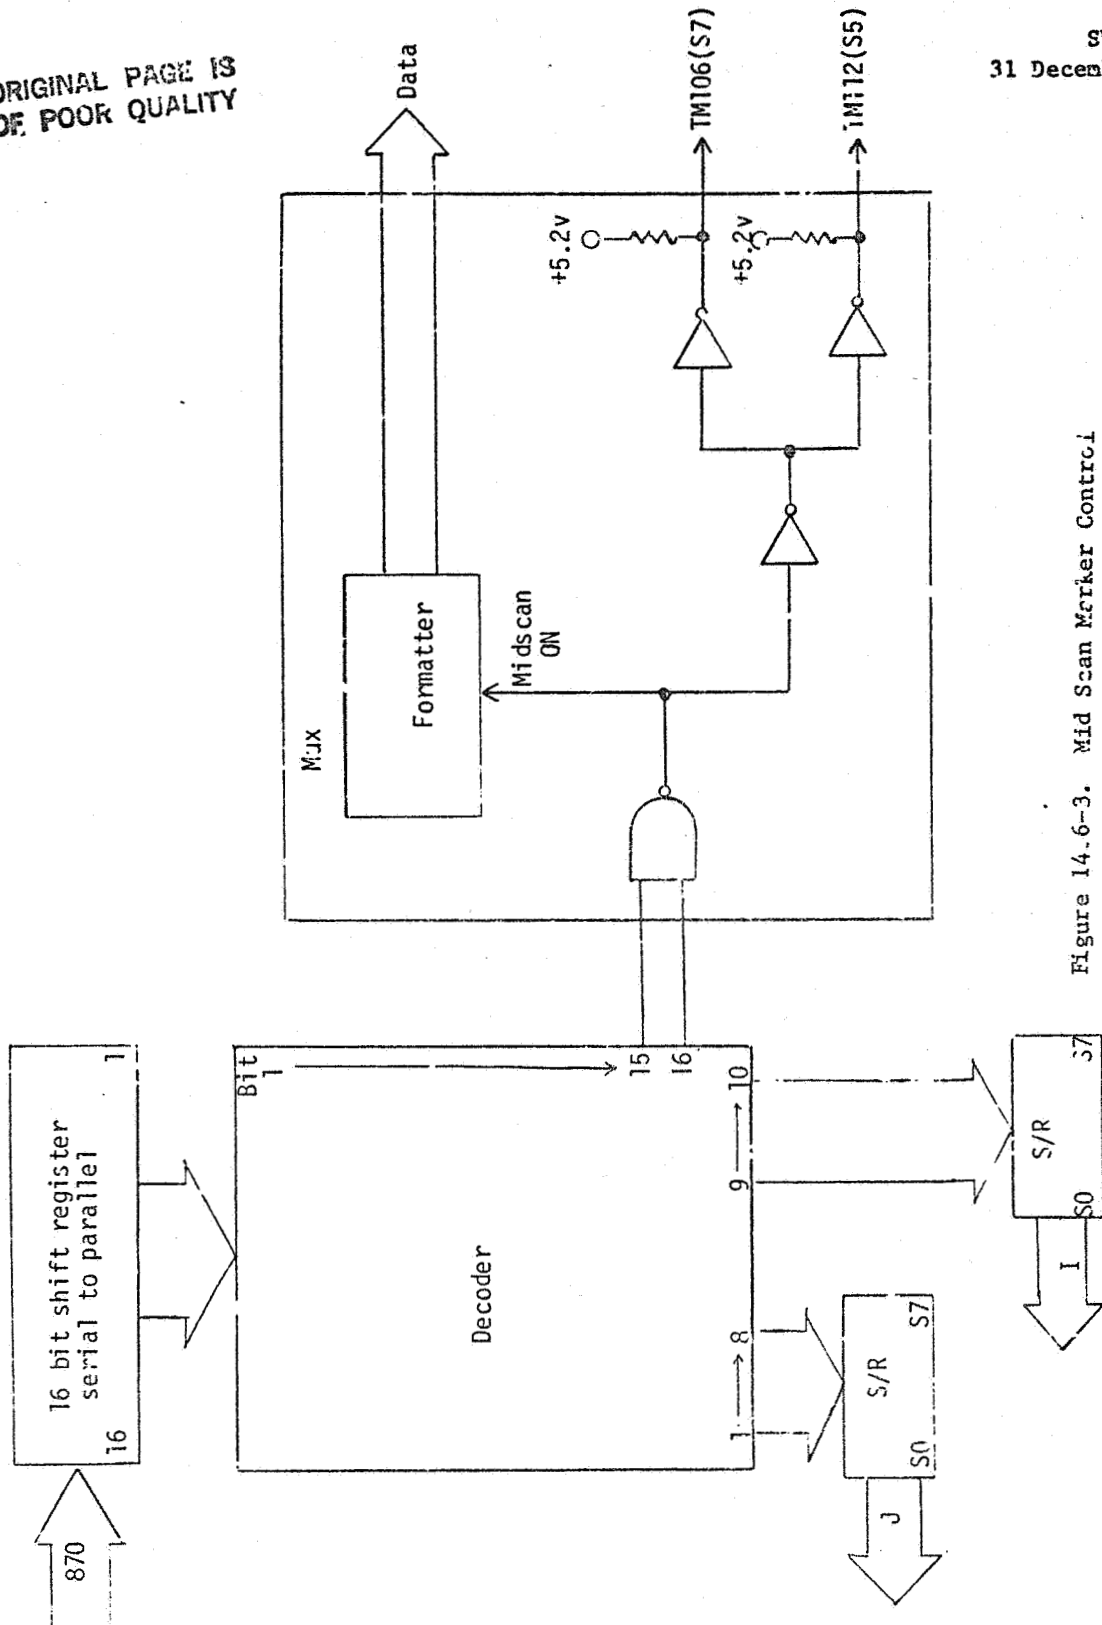 ORIGINAL PAGE IS
OF POOR QUALITY
31 Decem
Data
TM106(S7)
TM112(S5)
+5.2v
+5.2v
Mux
Formatter
Midscan
ON
870
16 bit shift register
serial to parallel
16
1
Bit
1
15
16
Decoder
1
8
9
10
S/R
S0
S7
J
S/R
S0
S7
I
Figure 14.6-3. Mid Scan Marker Control